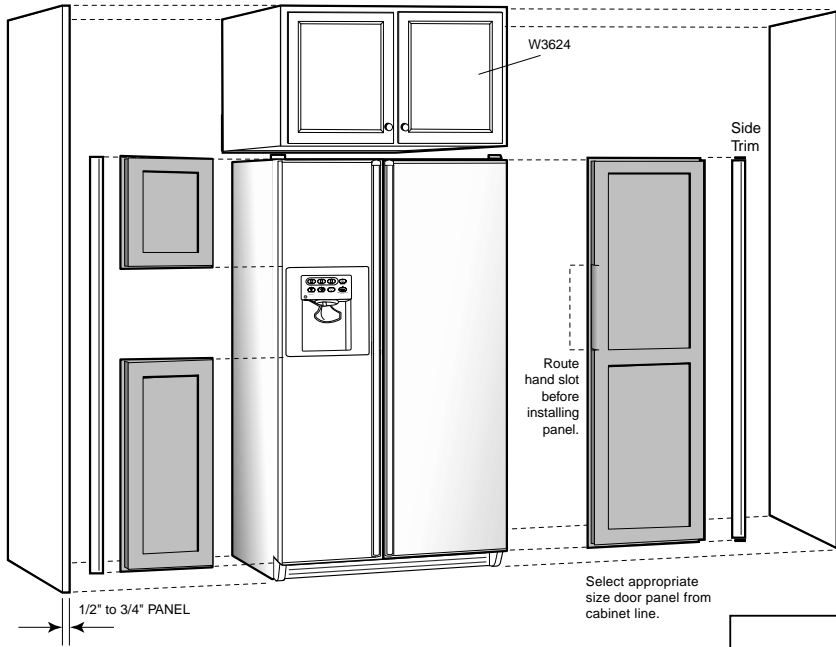 W3624
Side
Trim
Route
hand slot
before
installing
panel.
Select appropriate
size door panel from
cabinet line.
1/2" to 3/4" PANEL